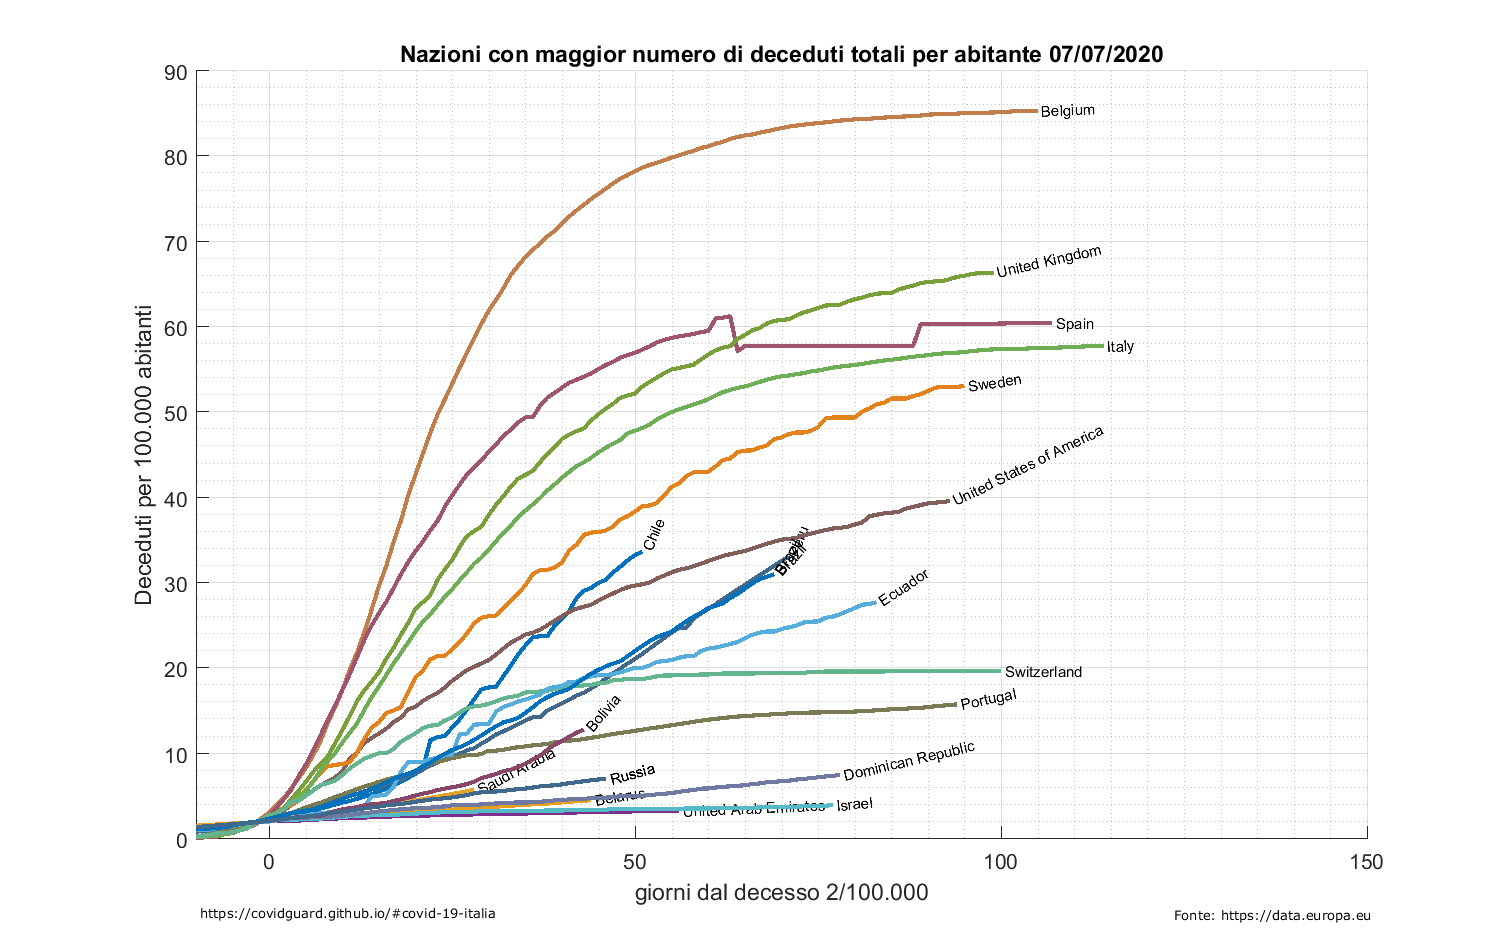 Nazioni con maggior numero di deceduti totali per abitante 07/07/2020
90
80
70
60
50
40
30
20
10
0
Deceduti per 100.000 abitanti
Belgium
United Kingdom
Spain
Italy
Sweden
United States of America
Chile
Brazil
Ecuador
Switzerland
Portugal
Bolivia
Dominican Republic
Saudi Arabia
Russia
Belarus
United Arab Emirates
Israel
0
50
100
150
giorni dal decesso 2/100.000
https://covidguard.github.io/#covid-19-italia
Fonte: https://data.europa.eu